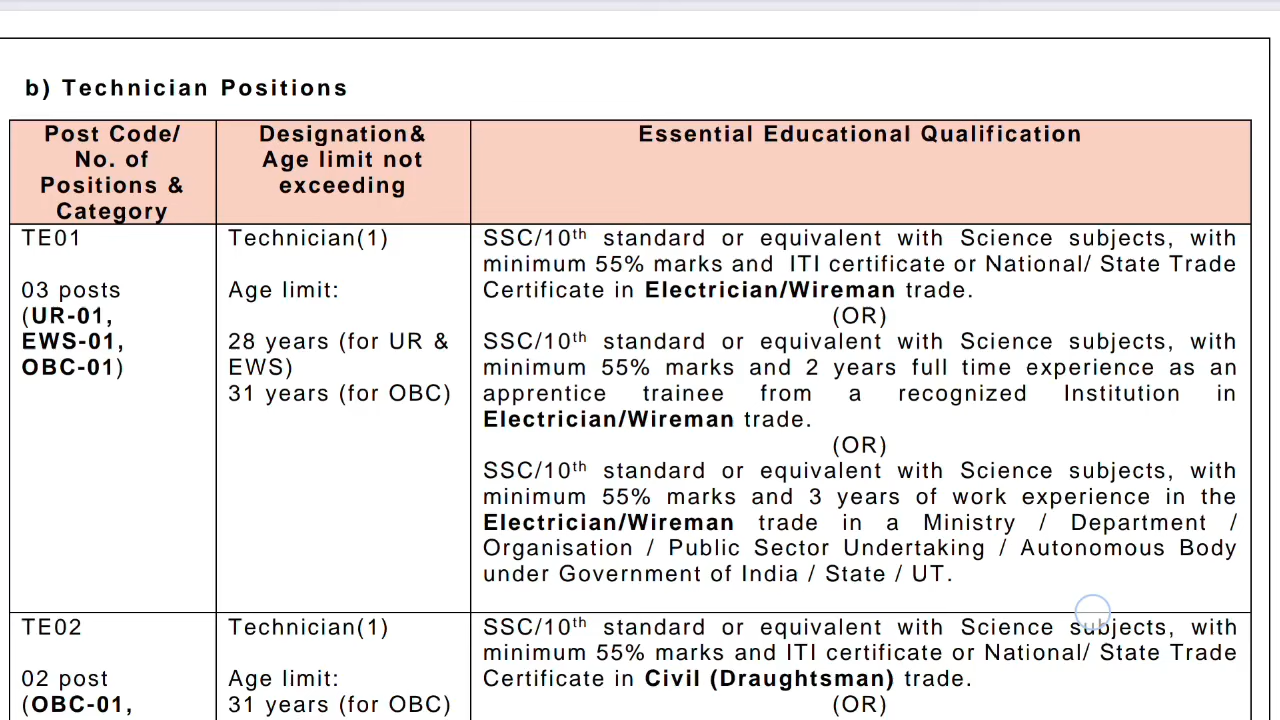 b) Technician Positions
Post Code/
No. of
Positions &
Category
Designation&
Age limit not
exceeding
Essential Educational Qualification
TE01
03 posts
(UR-01,
EWS-01,
OBC-01)
Technician(1)
Age limit:
28 years (for UR &
EWS)
31 years (for OBC)
SSC/10th standard or equivalent with Science subjects, with
minimum 55% marks and ITI certificate or National/ State Trade
Certificate in Electrician/Wireman trade.
(OR)
SSC/10th standard or equivalent with Science subjects, with
minimum 55% marks and 2 years full time experience as an
apprentice trainee from a recognized Institution in
Electrician/Wireman trade.
(OR)
SSC/10th standard or equivalent with Science subjects, with
minimum 55% marks and 3 years of work experience in the
Electrician/Wireman trade in a Ministry / Department /
Organisation / Public Sector Undertaking / Autonomous Body
under Government of India / State / UT.
TE02
02 post
(OBC-01,
Technician(1)
Age limit:
31 years (for OBC)
SSC/10th standard or equivalent with Science subjects, with
minimum 55% marks and ITI certificate or National/ State Trade
Certificate in Civil (Draughtsman) trade.
(OR)